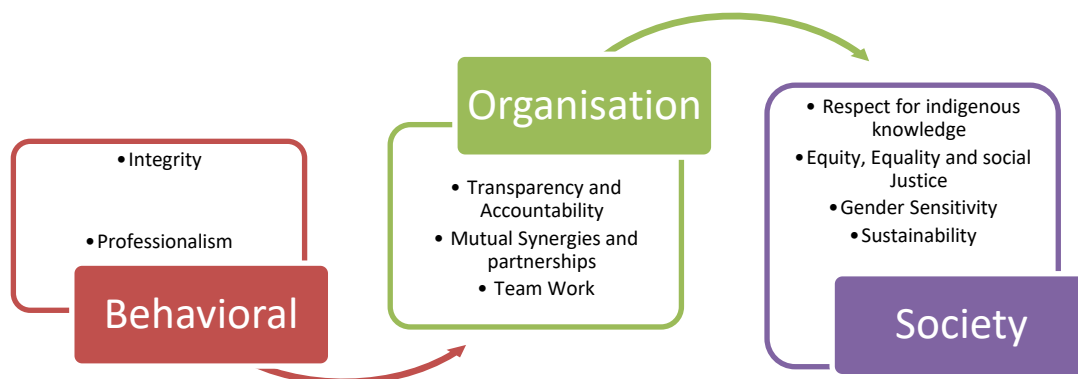 •Integrity
•Professionalism
Behavioral
Organisation
• Transparency and
Accountability
• Mutual Synergies and
partnerships
• Team Work
• Respect for indigenous
knowledge
•Equity, Equality and social
Justice
•Gender Sensitivity
•Sustainability
Society